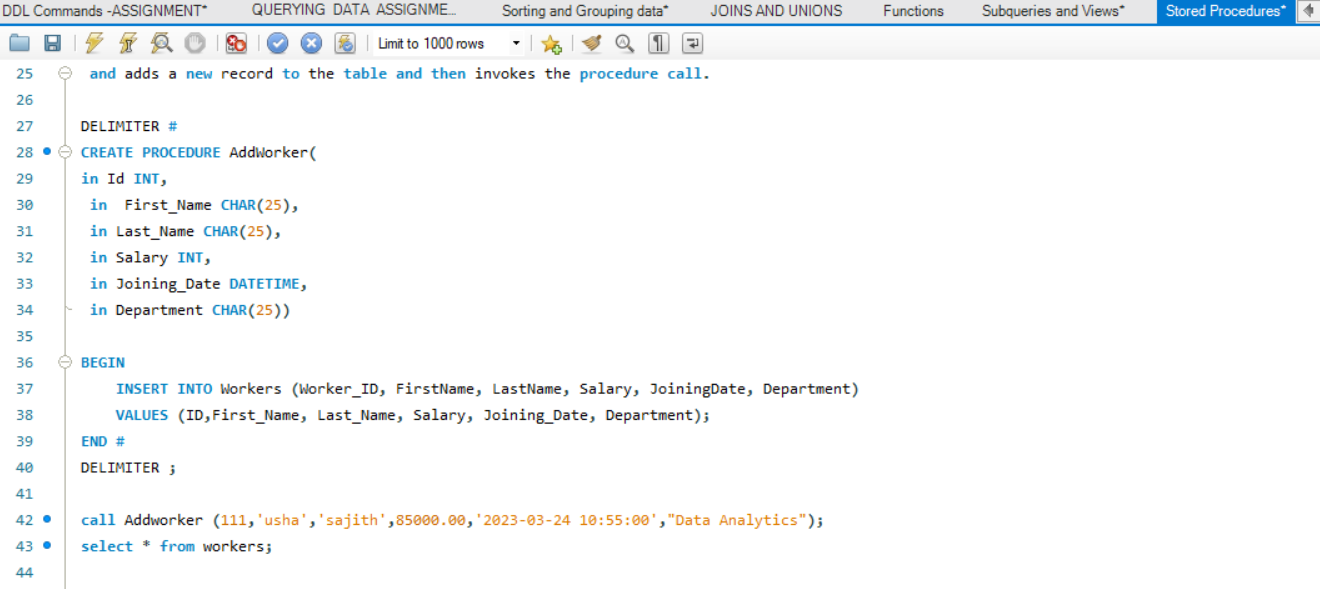 DDL Commands -ASSIGNMENT* QUERYING DATA ASSIGNME... Sorting and Grouping data* JOINS AND UNIONS Functions Subqueries and Views* Stored Procedures*
Limit to 1000 rows
25 and adds a new record to the table and then invokes the procedure call.
26
27 DELIMITER #
28 CREATE PROCEDURE AddWorker(
29 in Id INT,
30 in  First_Name CHAR(25),
31 in Last_Name CHAR(25),
32 in Salary INT,
33 in Joining_Date DATETIME,
34 in Department CHAR(25))
35
36 BEGIN
37 INSERT INTO Workers (Worker_ID, FirstName, LastName, Salary, JoiningDate, Department)
38 VALUES (ID,First_Name, Last_Name, Salary, Joining_Date, Department);
39 END #
40 DELIMITER ;
41
42 call Addworker (111,'usha','sajith',85000.00,'2023-03-24 10:55:00',"Data Analytics");
43 select * from workers;
44